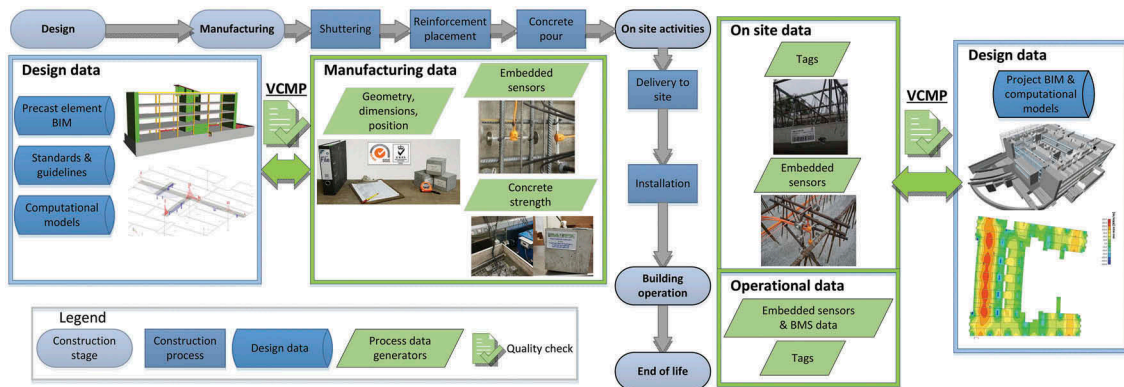 Design
Manufacturing
Shuttering
Reinforcement
placement
Concrete
pour
On site activities
Design data
Precast element
BIM
Standards &
guidelines
Computational
models
VCMP
Manufacturing data
Geometry,
dimensions,
position
Embedded
sensors
Concrete
strength
File
Delivery to
site
Installation
Building
operation
End of life
On site data
Tags
Embedded
sensors
Operational data
Embedded sensors
& BMS data
Tags
VCMP
Design data
Project BIM &
computational
models
Legend
Construction
stage
Construction
process
Design data
Process data
generators
Quality check